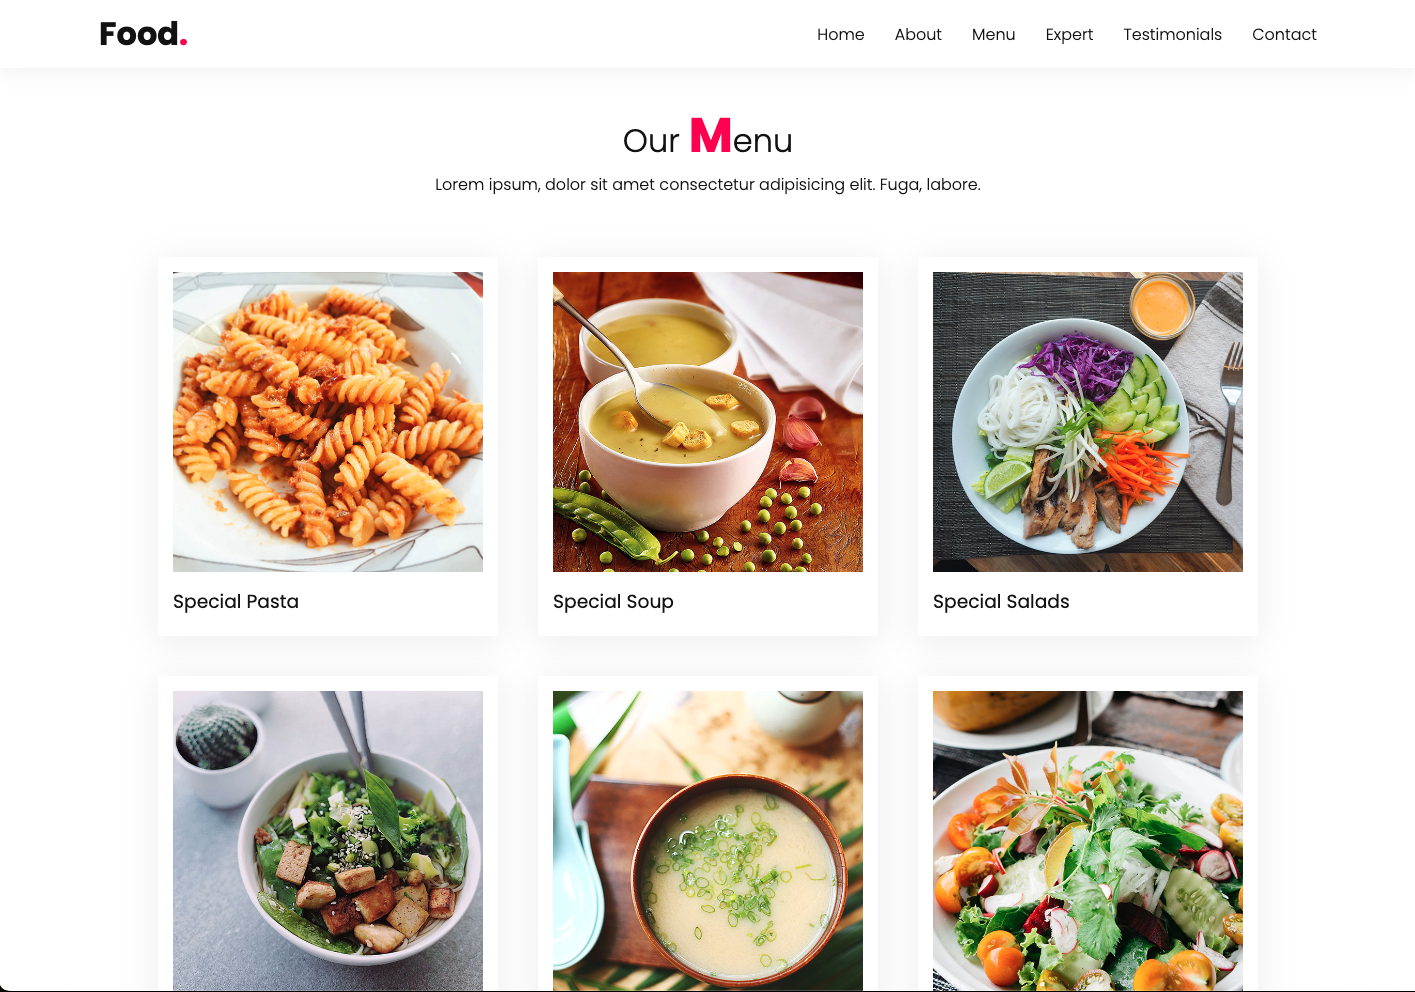 Food.
Home About Menu Expert Testimonials Contact
Our Menu
Lorem ipsum, dolor sit amet consectetur adipisicing elit. Fuga, labore.
Special Pasta
Special Soup
Special Salads